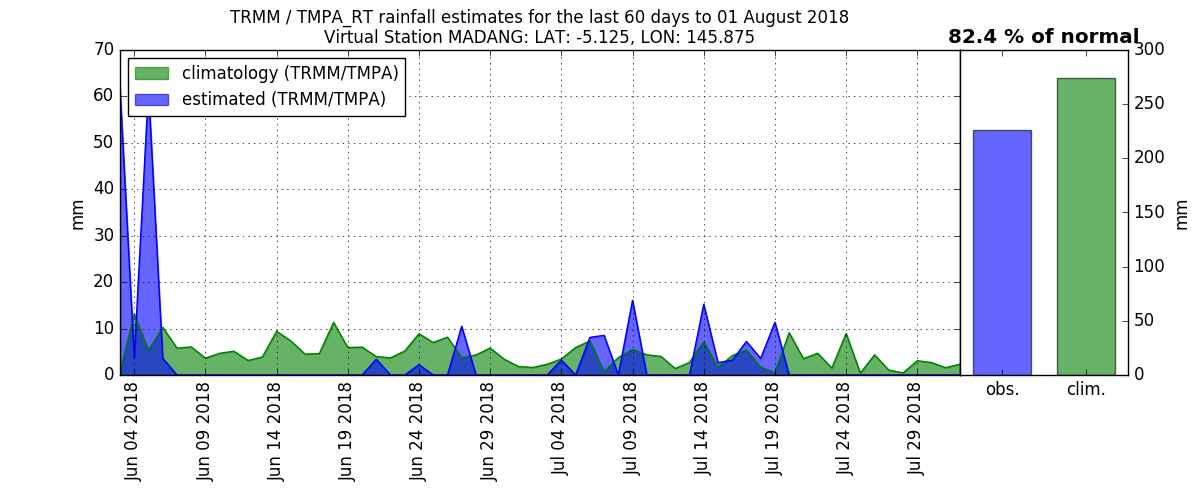 TRMM / TMPA_RT rainfall estimates for the last 60 days to 01 August 2018
Virtual Station MADANG: LAT: -5.125, LON: 145.875
82.4 % of normal
climatology (TRMM/TMPA)
estimated (TRMM/TMPA)
70
60
50
40
30
20
10
0
mm
Jun 04 2018
Jun 09 2018
Jun 14 2018
Jun 19 2018
Jun 24 2018
Jun 29 2018
Jul 04 2018
Jul 09 2018
Jul 14 2018
Jul 19 2018
Jul 24 2018
Jul 29 2018
obs.
clim.
300
250
200
150
100
50
0
mm